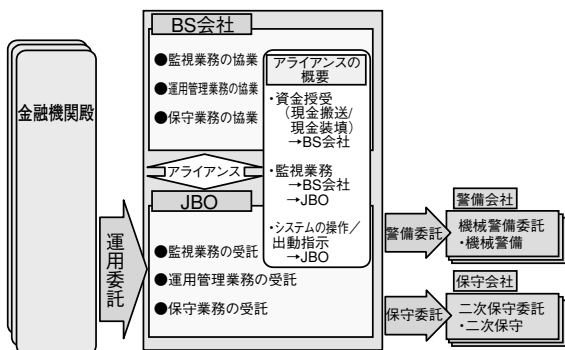 金融機関殿
運用委託
BS会社
●監視業務の協業
●運用管理業務の協業
●保守業務の協業
アライアンスの
概要
・資金授受
（現金搬送/
現金装填）
→BS会社
・監視業務
→BS会社
→JBO
・システムの操作／
出動指示
→JBO
アライアンス
JBO
●監視業務の受託
●運用管理業務の受託
●保守業務の受託
警備委託
警備会社
機械警備委託
・機械警備
保守委託
保守会社
二次保守委託
・二次保守